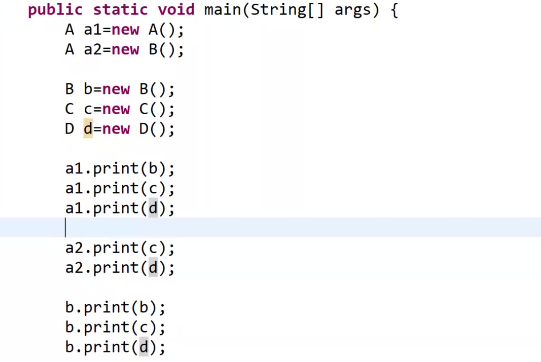 public static void main(String[] args) {
A a1=new A();
A a2=new B();
B b=new B();
C c=new C();
D d=new D();
a1.print(b);
a1.print(c);
a1.print(d);
a2.print(c);
a2.print(d);
b.print(b);
b.print(c);
b.print(d);